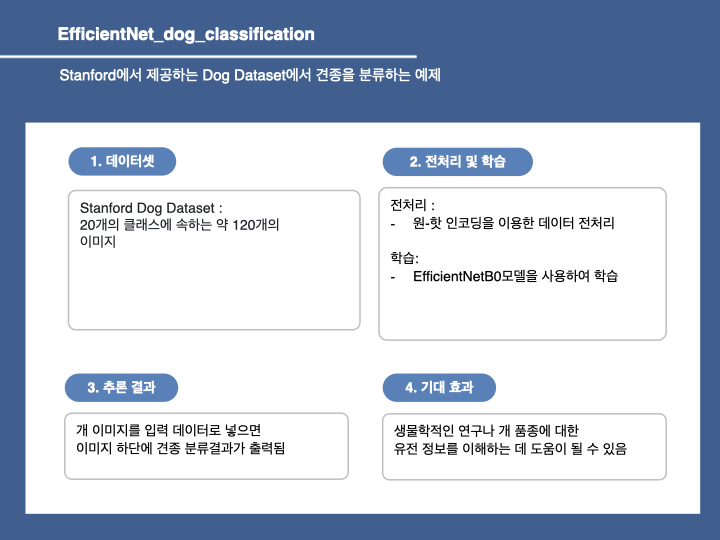 EfficientNet_dog_classification
Stanford에서 제공하는 Dog Dataset에서 견종을 분류하는 예제
1. 데이터셋
Stanford Dog Dataset :
20개의 클래스에 속하는 약 120개의
이미지
2. 전처리 및 학습
전처리 :
- 원-핫 인코딩을 이용한 데이터 전처리
학습:
- EfficientNetB0모델을 사용하여 학습
3. 추론 결과
개 이미지를 입력 데이터로 넣으면
이미지 하단에 견종 분류결과가 출력됨
4. 기대 효과
생물학적인 연구나 개 품종에 대한
유전 정보를 이해하는 데 도움이 될 수 있음